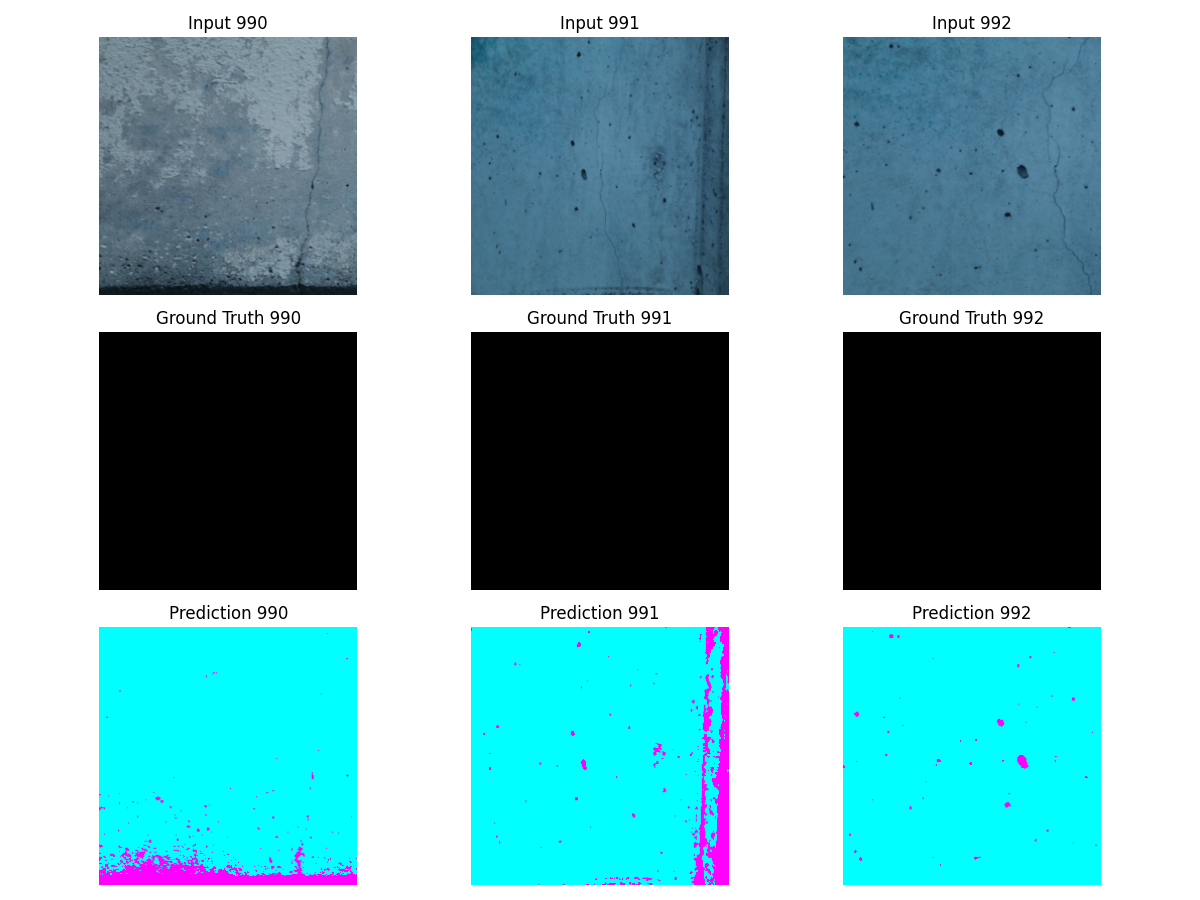 Input 990
Input 991
Input 992
Ground Truth 990
Ground Truth 991
Ground Truth 992
Prediction 990
Prediction 991
Prediction 992